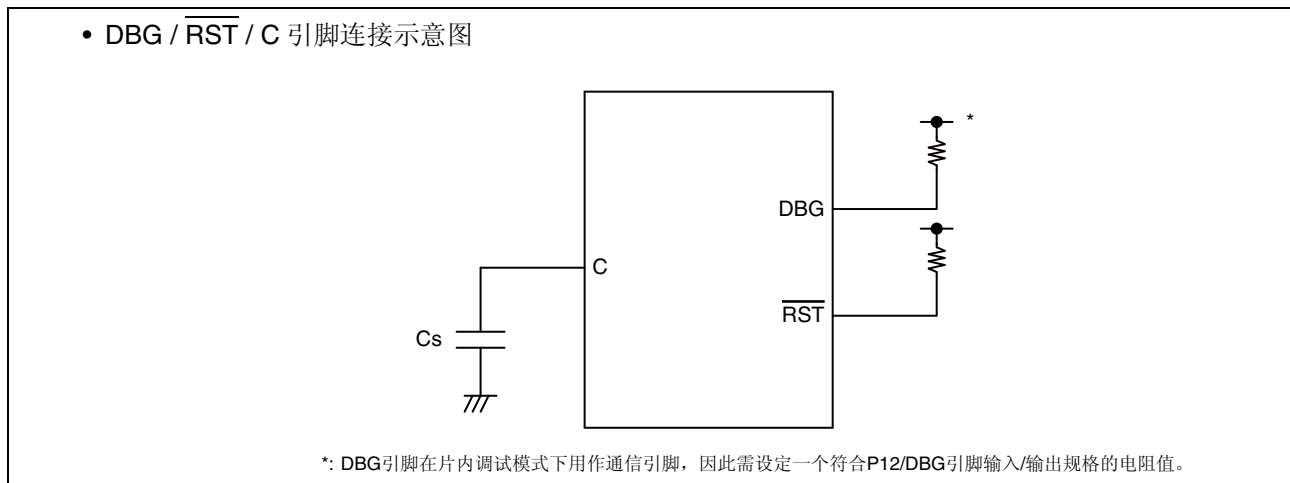 • DBG / R̅S̅T̅ / C 引脚连接示意图
*
DBG
C
R̅S̅T̅
Cs
*: DBG引脚在片内调试模式下用作通信引脚，因此需设定一个符合P12/DBG引脚输入/输出规格的电阻值。